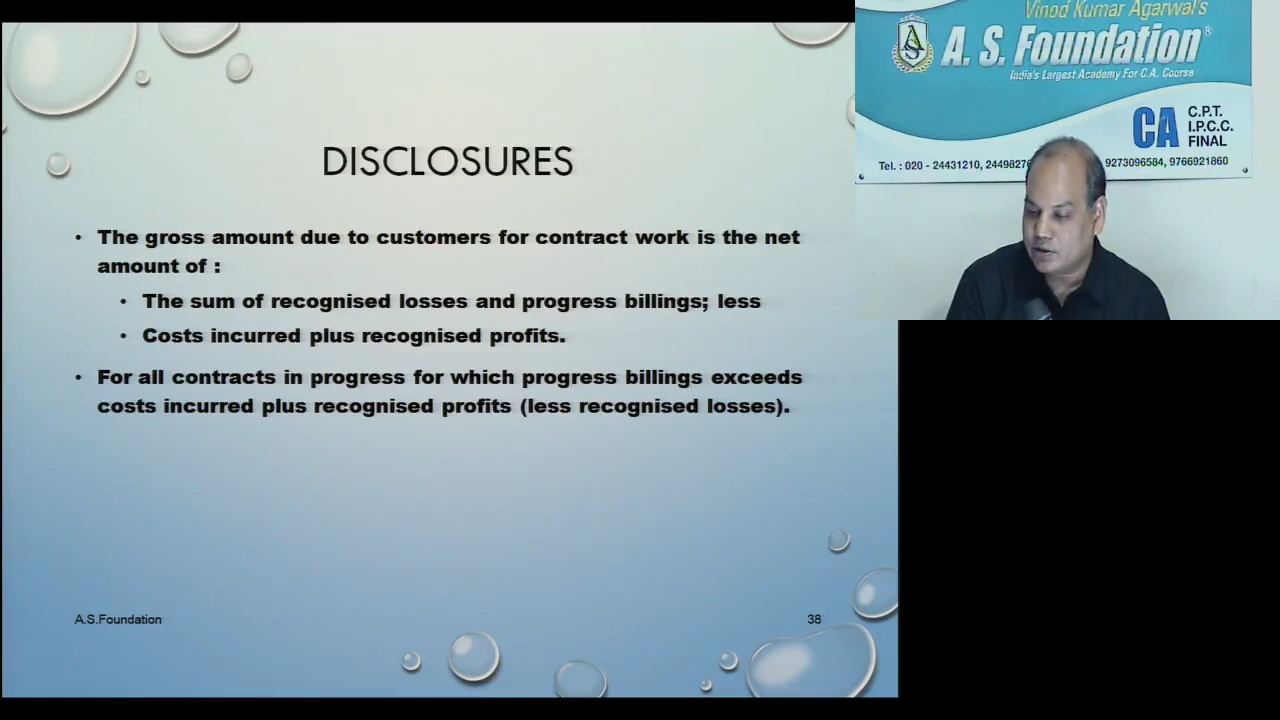 DISCLOSURES
• The gross amount due to customers for contract work is the net
amount of :
• The sum of recognised losses and progress billings; less
• Costs incurred plus recognised profits.
• For all contracts in progress for which progress billings exceeds
costs incurred plus recognised profits (less recognised losses).
A.S.Foundation
38
Vinod Kumar Agarwal's
A. S. Foundation®
India's Largest Academy For C.A. Course
CA
C.P.T.
I.P.C.C.
FINAL
Tel. : 020 - 24431210, 9273096584, 9766921860